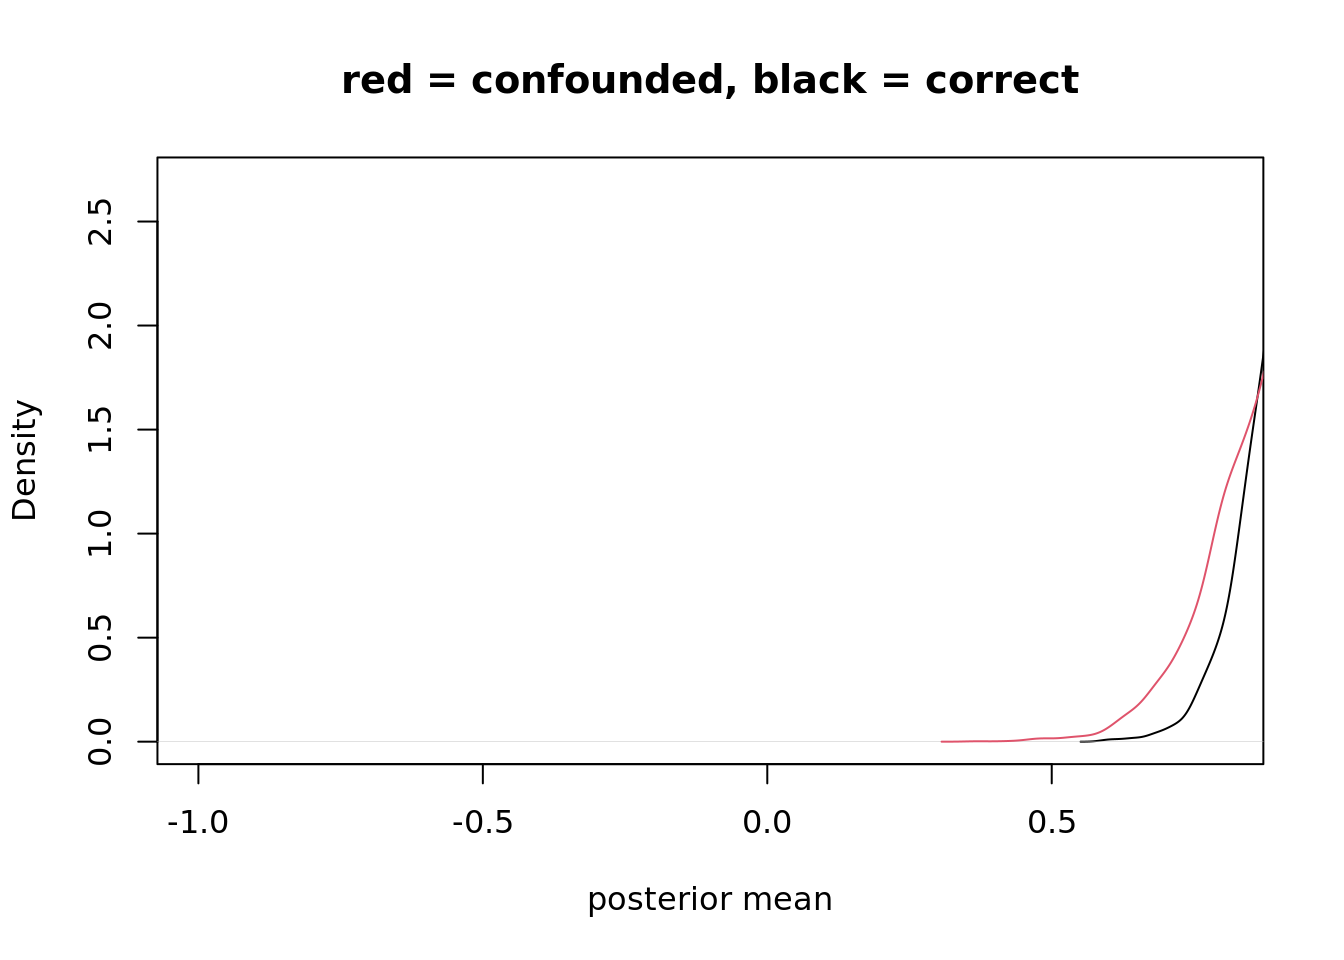 red = confounded, black = correct
Density
2.5
2.0
1.5
1.0
0.5
0.0
-1.0 -0.5 0.0 0.5
posterior mean